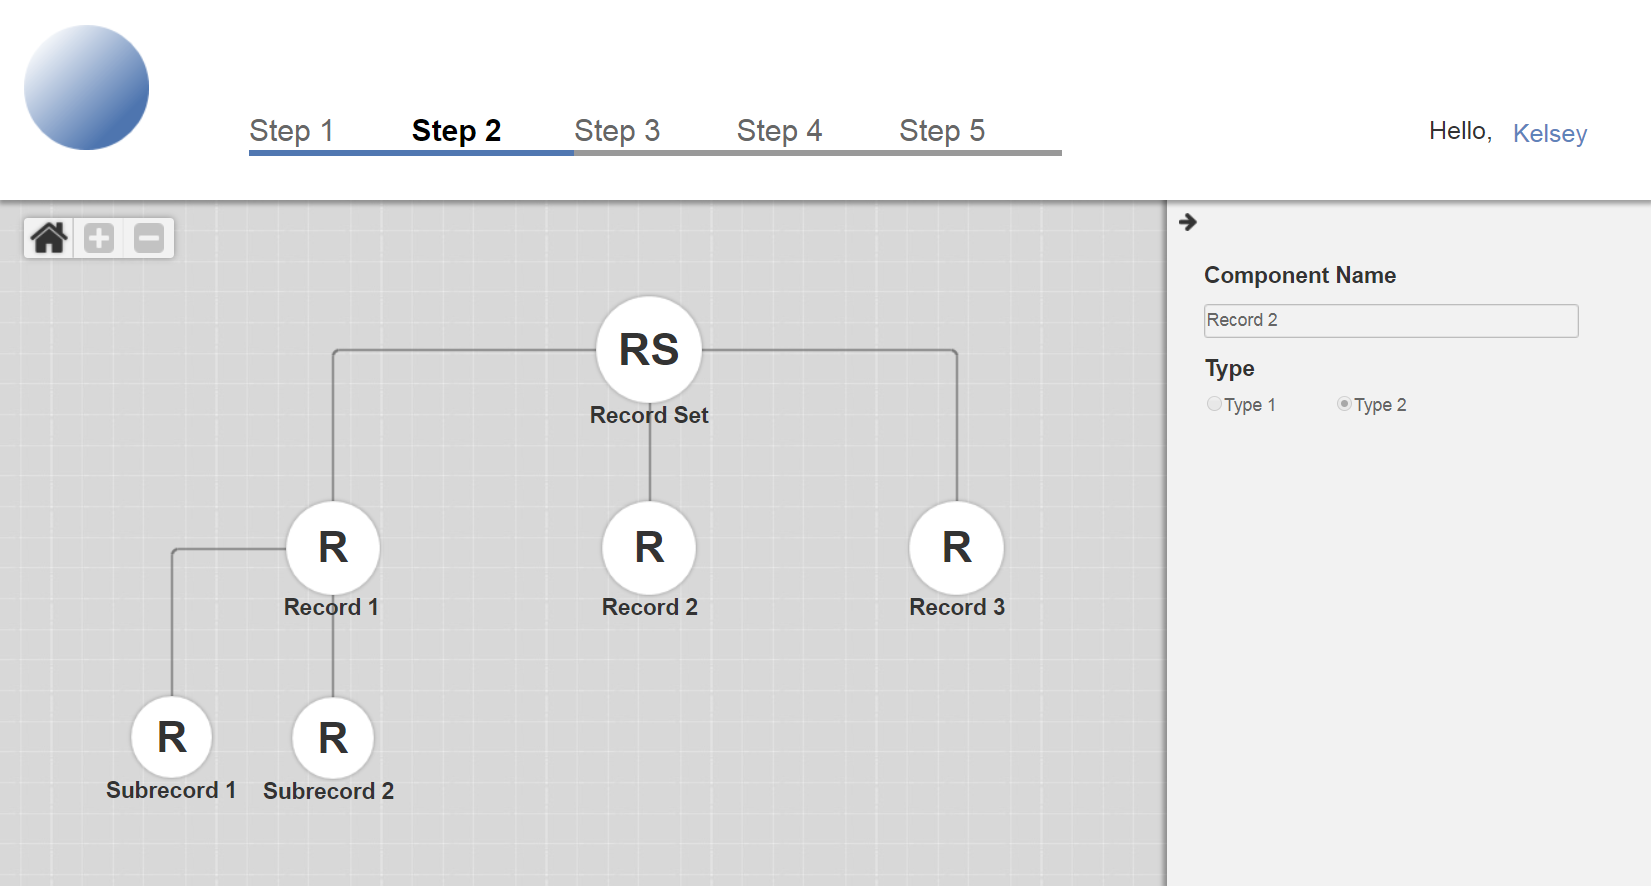 Step 1
Step 2
Step 3
Step 4
Step 5
Hello, Kelsey
RS
Record Set
R
Record 1
R
Record 2
R
Record 3
R
Subrecord 1
R
Subrecord 2
Component Name
Record 2
Type
Type 1
Type 2